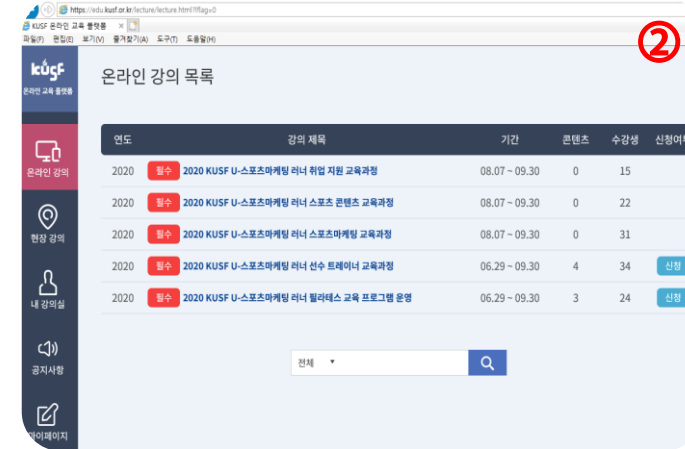 https://edu.kusf.or.kr/lecture/lecture.html?flag=0
KUSF 온라인 교육 플랫폼 ×
파일(F) 편집(E) 보기(V) 즐겨찾기(A) 도구(T) 도움말(H)
②
kusf
온라인 교육 플랫폼
온라인 강의 목록
온라인 강의
현장 강의
내 강의실
공지사항
마이페이지
연도 강의 제목 기간 콘텐츠 수강생 신청여부
2020 필수 2020 KUSF U-스포츠마케팅 러너 취업 지원 교육과정 08.07 ~ 09.30 0 15
2020 필수 2020 KUSF U-스포츠마케팅 러너 스포츠 콘텐츠 교육과정 08.07 ~ 09.30 0 22
2020 필수 2020 KUSF U-스포츠마케팅 러너 스포츠마케팅 교육과정 08.07 ~ 09.30 0 31
2020 필수 2020 KUSF U-스포츠마케팅 러너 선수 트레이너 교육과정 06.29 ~ 09.30 4 34 신청
2020 필수 2020 KUSF U-스포츠마케팅 러너 필라테스 교육 프로그램 운영 06.29 ~ 09.30 3 24 신청
전체